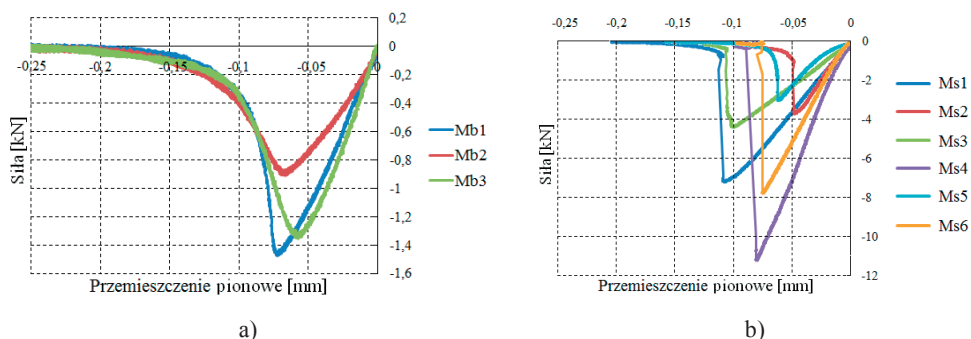 0,2
-0,25 -0,2 -0,15 -0,1 -0,05 0
0
-0,2
-0,4
-0,6
-0,8
-1
-1,2
-1,4
-1,6
Siła [kN]
Mb1
Mb2
Mb3
Przemieszczenie pionowe [mm]
a)
-0,25 -0,2 -0,15 -0,1 -0,05 0
0
-2
-4
-6
-8
-10
-12
Siła [kN]
Ms1
Ms2
Ms3
Ms4
Ms5
Ms6
Przemieszczenie pionowe [mm]
b)